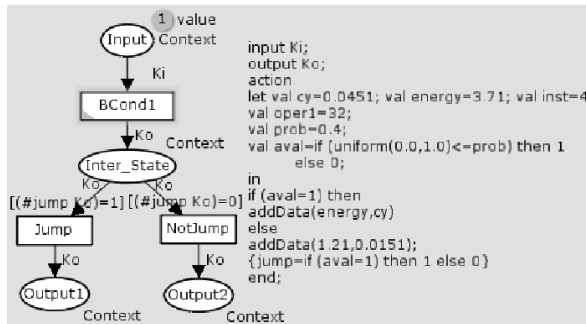 1 value
Input
Context
Ki
BCond1
Ko
Context
Inter_State
Ko
Ko
[(#jump Ko)=1]
[(#jump Ko)=0]
Jump
NotJump
Ko
Ko
Output1
Output2
Context
Context
input Ki;
output Ko;
action
let val cy=0.0451; val energy=3.71; val inst=4
val oper1=32;
val prob=0.4;
val aval=if (uniform(0.0,1.0)<=prob) then 1
else 0;
in
if (aval=1) then
addData(energy,cy)
else
addData(1.21,0.0151);
{jump=if (aval=1) then 1 else 0}
end;